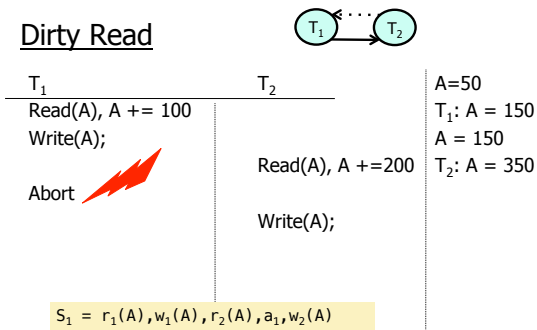 Dirty Read
T₁ T₂
T₁ T₂ A=50
Read(A), A += 100 T₁: A = 150
Write(A); A = 150
Read(A), A +=200 T₂: A = 350
Abort
Write(A);
S₁ = r₁(A),w₁(A),r₂(A),a₁,w₂(A)